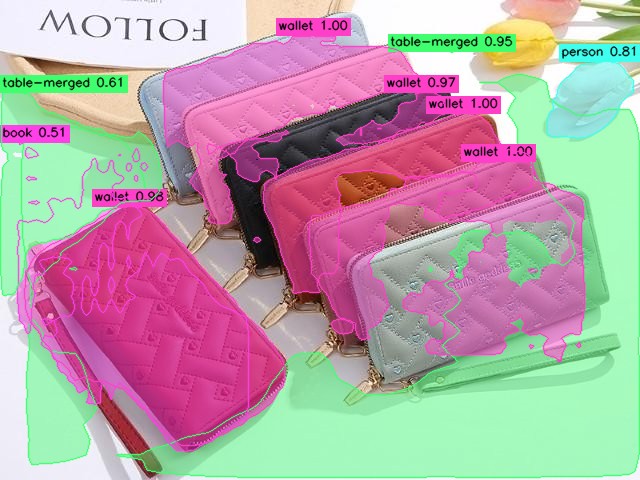 FOLLOW
wallet 1.00
table-merged 0.95
person 0.81
table-merged 0.61
wallet 0.97
wallet 1.00
book 0.51
wallet 1.00
wallet 0.98